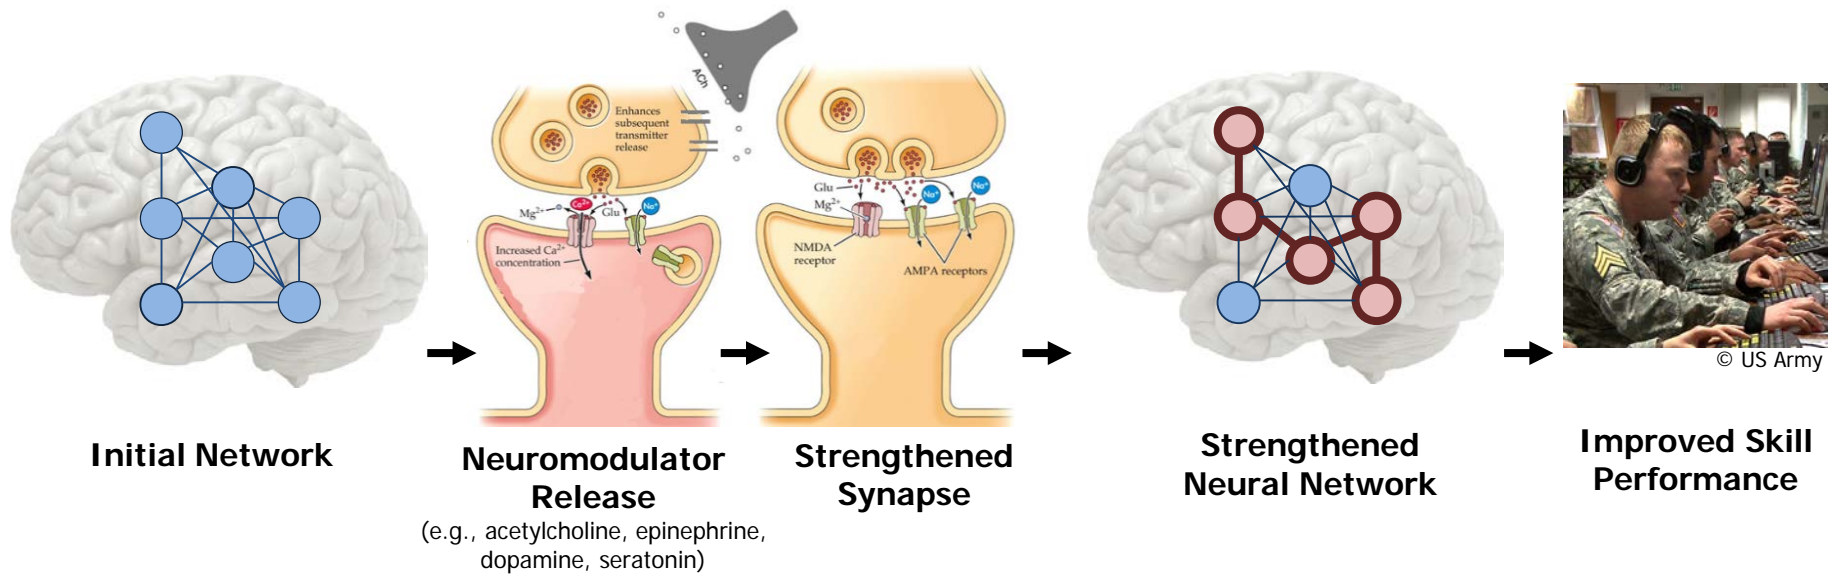 ACh
Enhances
subsequent
transmitter
release
Mg²⁺
Ca²⁺
Glu
Na⁺
Increased Ca²⁺
concentration
Glu
Mg²⁺
Na⁺
Na⁺
NMDA
receptor
AMPA receptors
© US Army
Initial Network
Neuromodulator
Release
(e.g., acetylcholine, epinephrine,
dopamine, seratonin)
Strengthened
Synapse
Strengthened
Neural Network
Improved Skill
Performance